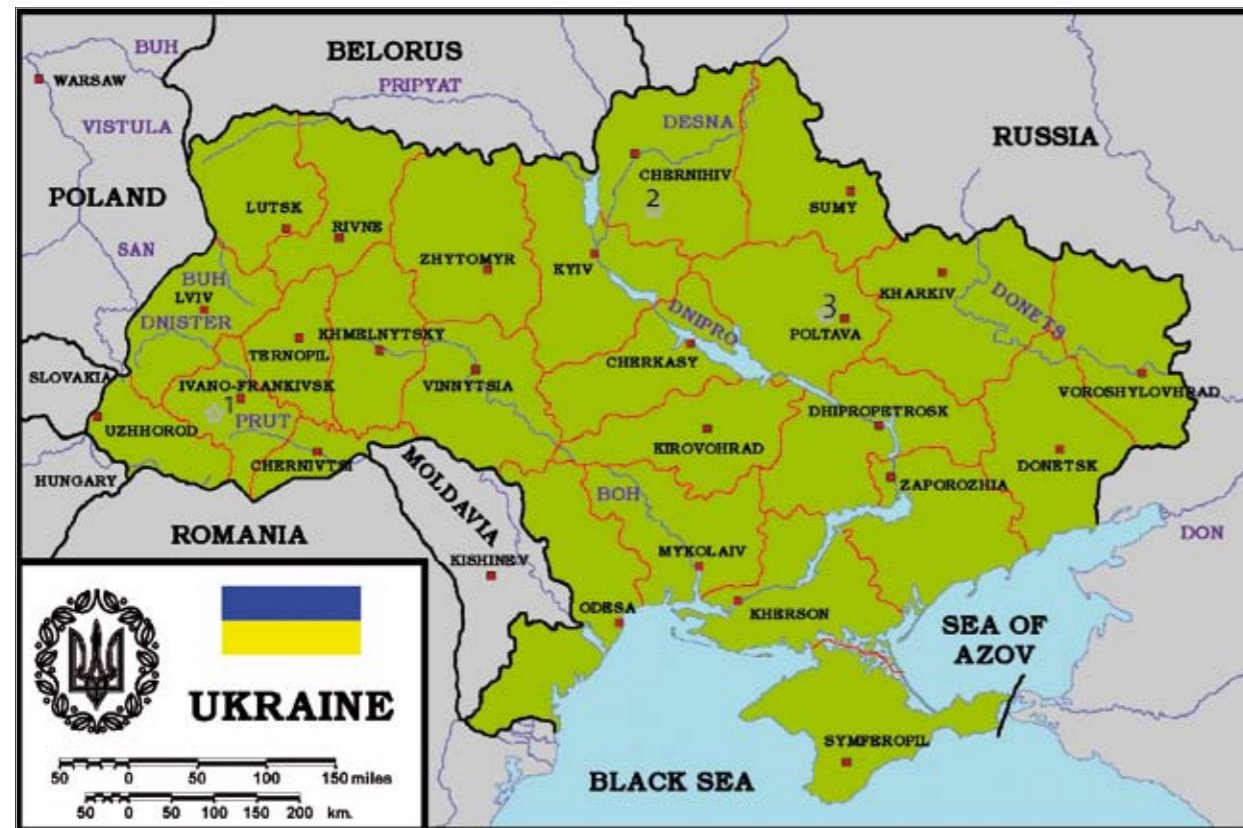 BUH
BELORUS
WARSAW
PRIPYAT
VISTULA
DESNA
RUSSIA
POLAND
CHERNIHIV
2
SUMY
LUTSK
RIVNE
SAN
ZHYTOMYR
KYIV
BUH
KHARKIV
LVIV
DNISTER
DNIPRO
3
DONETS
KHMELNYTSKY
POLTAVA
TERNOPIL
CHERKASY
SLOVAKIA
IVANO-FRANKIVSK
VINNYTSIA
VOROSHYLOVHRAD
1
PRUT
DHIPROPETROSK
UZHHOROD
KIROVOHRAD
CHERNIVTSI
DONETSK
HUNGARY
MOLDAVIA
BOH
ZAPOROZHIA
ROMANIA
DON
MYKOLAIV
KISHINEV
ODESA
KHERSON
SEA OF
AZOV
UKRAINE
SYMFEROPIL
BLACK SEA
50 0 50 100 150 miles
50 0 50 100 150 200 km.